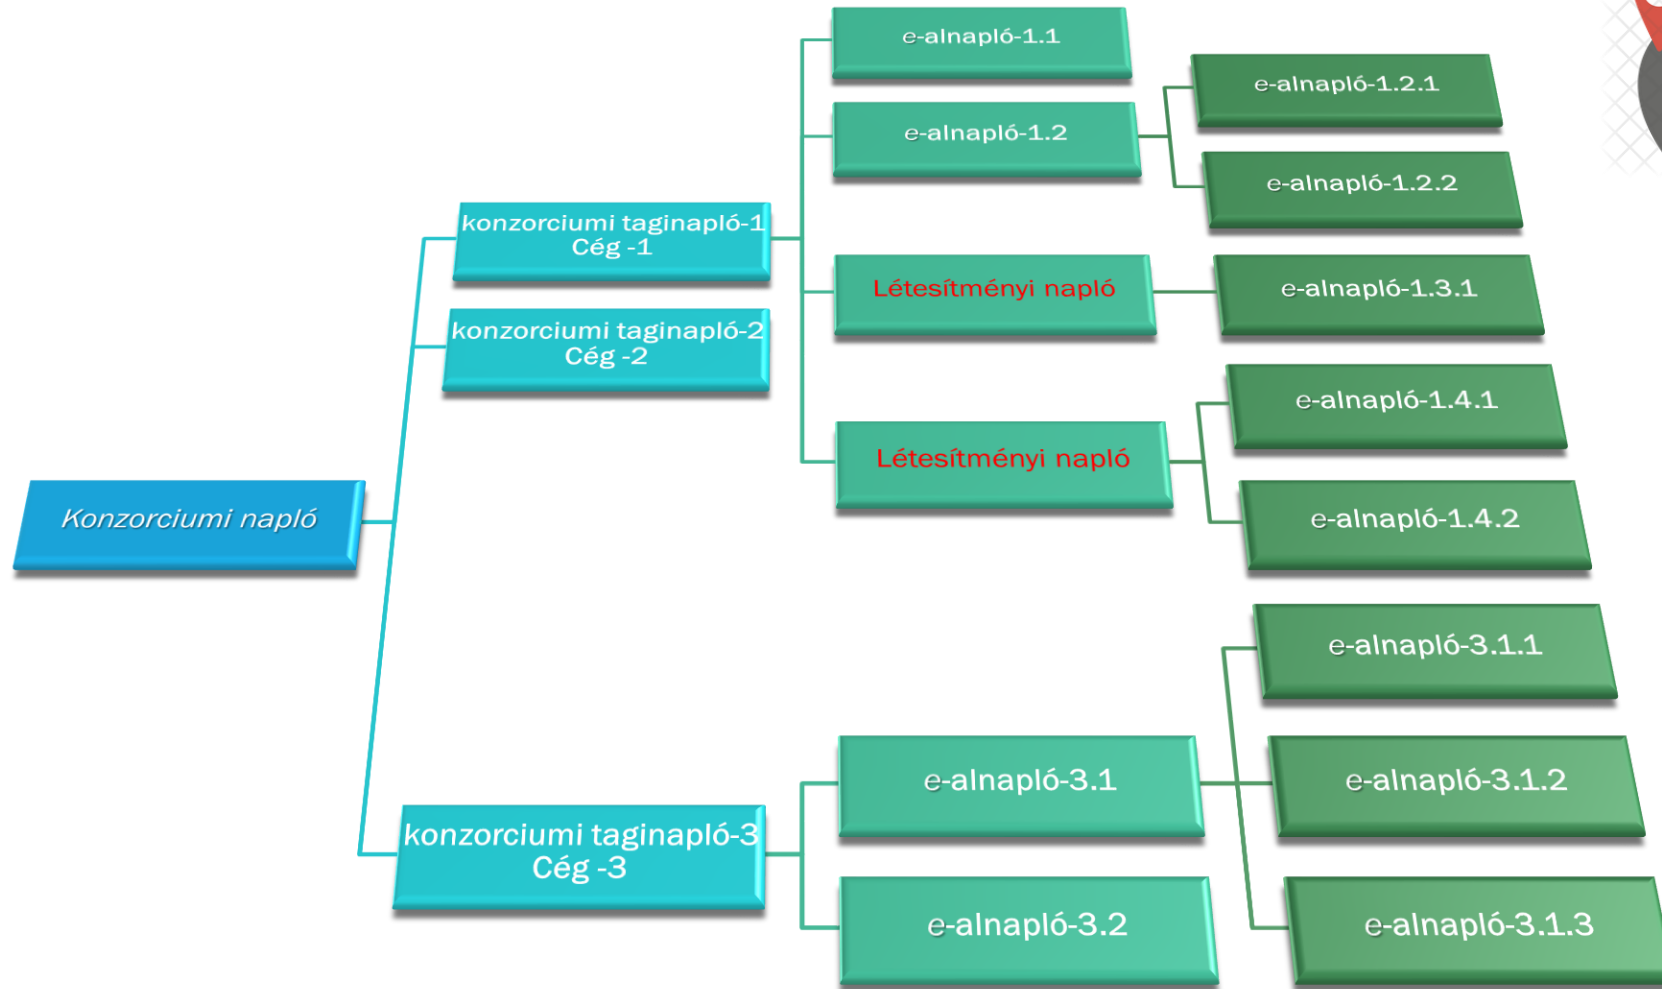 Konzorciumi napló
konzorciumi taginapló-1
Cég -1
e-alnapló-1.1
e-alnapló-1.2
e-alnapló-1.2.1
e-alnapló-1.2.2
Létesítményi napló
e-alnapló-1.3.1
Létesítményi napló
e-alnapló-1.4.1
e-alnapló-1.4.2
konzorciumi taginapló-2
Cég -2
konzorciumi taginapló-3
Cég -3
e-alnapló-3.1
e-alnapló-3.1.1
e-alnapló-3.1.2
e-alnapló-3.1.3
e-alnapló-3.2